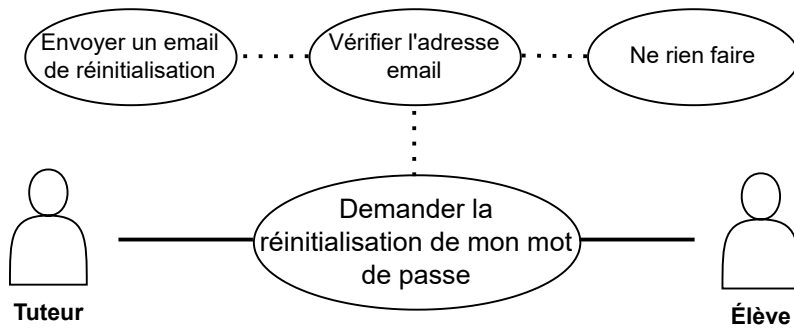 Envoyer un email
de réinitialisation
Vérifier l'adresse
email
Ne rien faire
Demander la
réinitialisation de mon mot
de passe
Tuteur
Élève